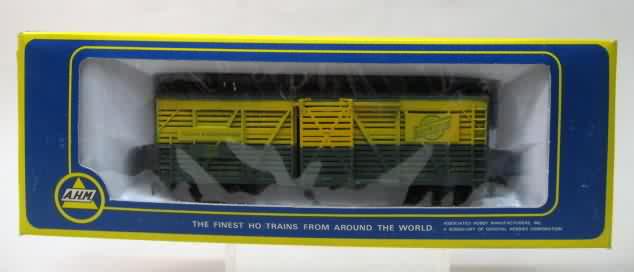 AHM
THE FINEST HO TRAINS FROM AROUND THE WORLD
ASSOCIATED HOBBY MANUFACTURERS, INC.
A SUBSIDIARY OF GENERAL HOBBIES CORPORATION